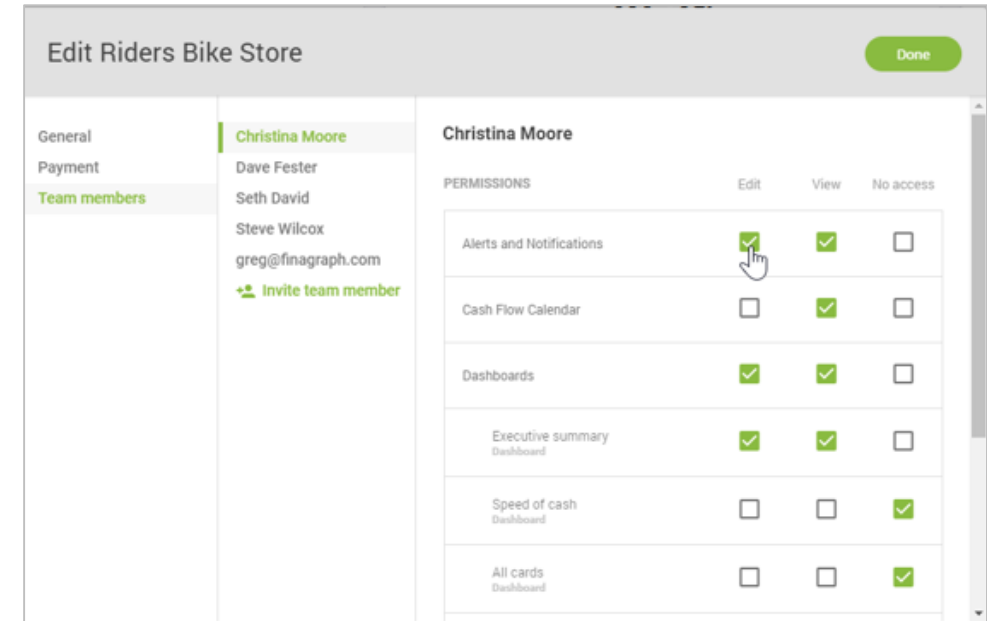 Edit Riders Bike Store
Done
General
Payment
Team members
Christina Moore
Dave Fester
Seth David
Steve Wilcox
greg@finagraph.com
Invite team member
Christina Moore
PERMISSIONS Edit View No access
Alerts and Notifications
Cash Flow Calendar
Dashboards
Executive summary
Dashboard
Speed of cash
Dashboard
All cards
Dashboard